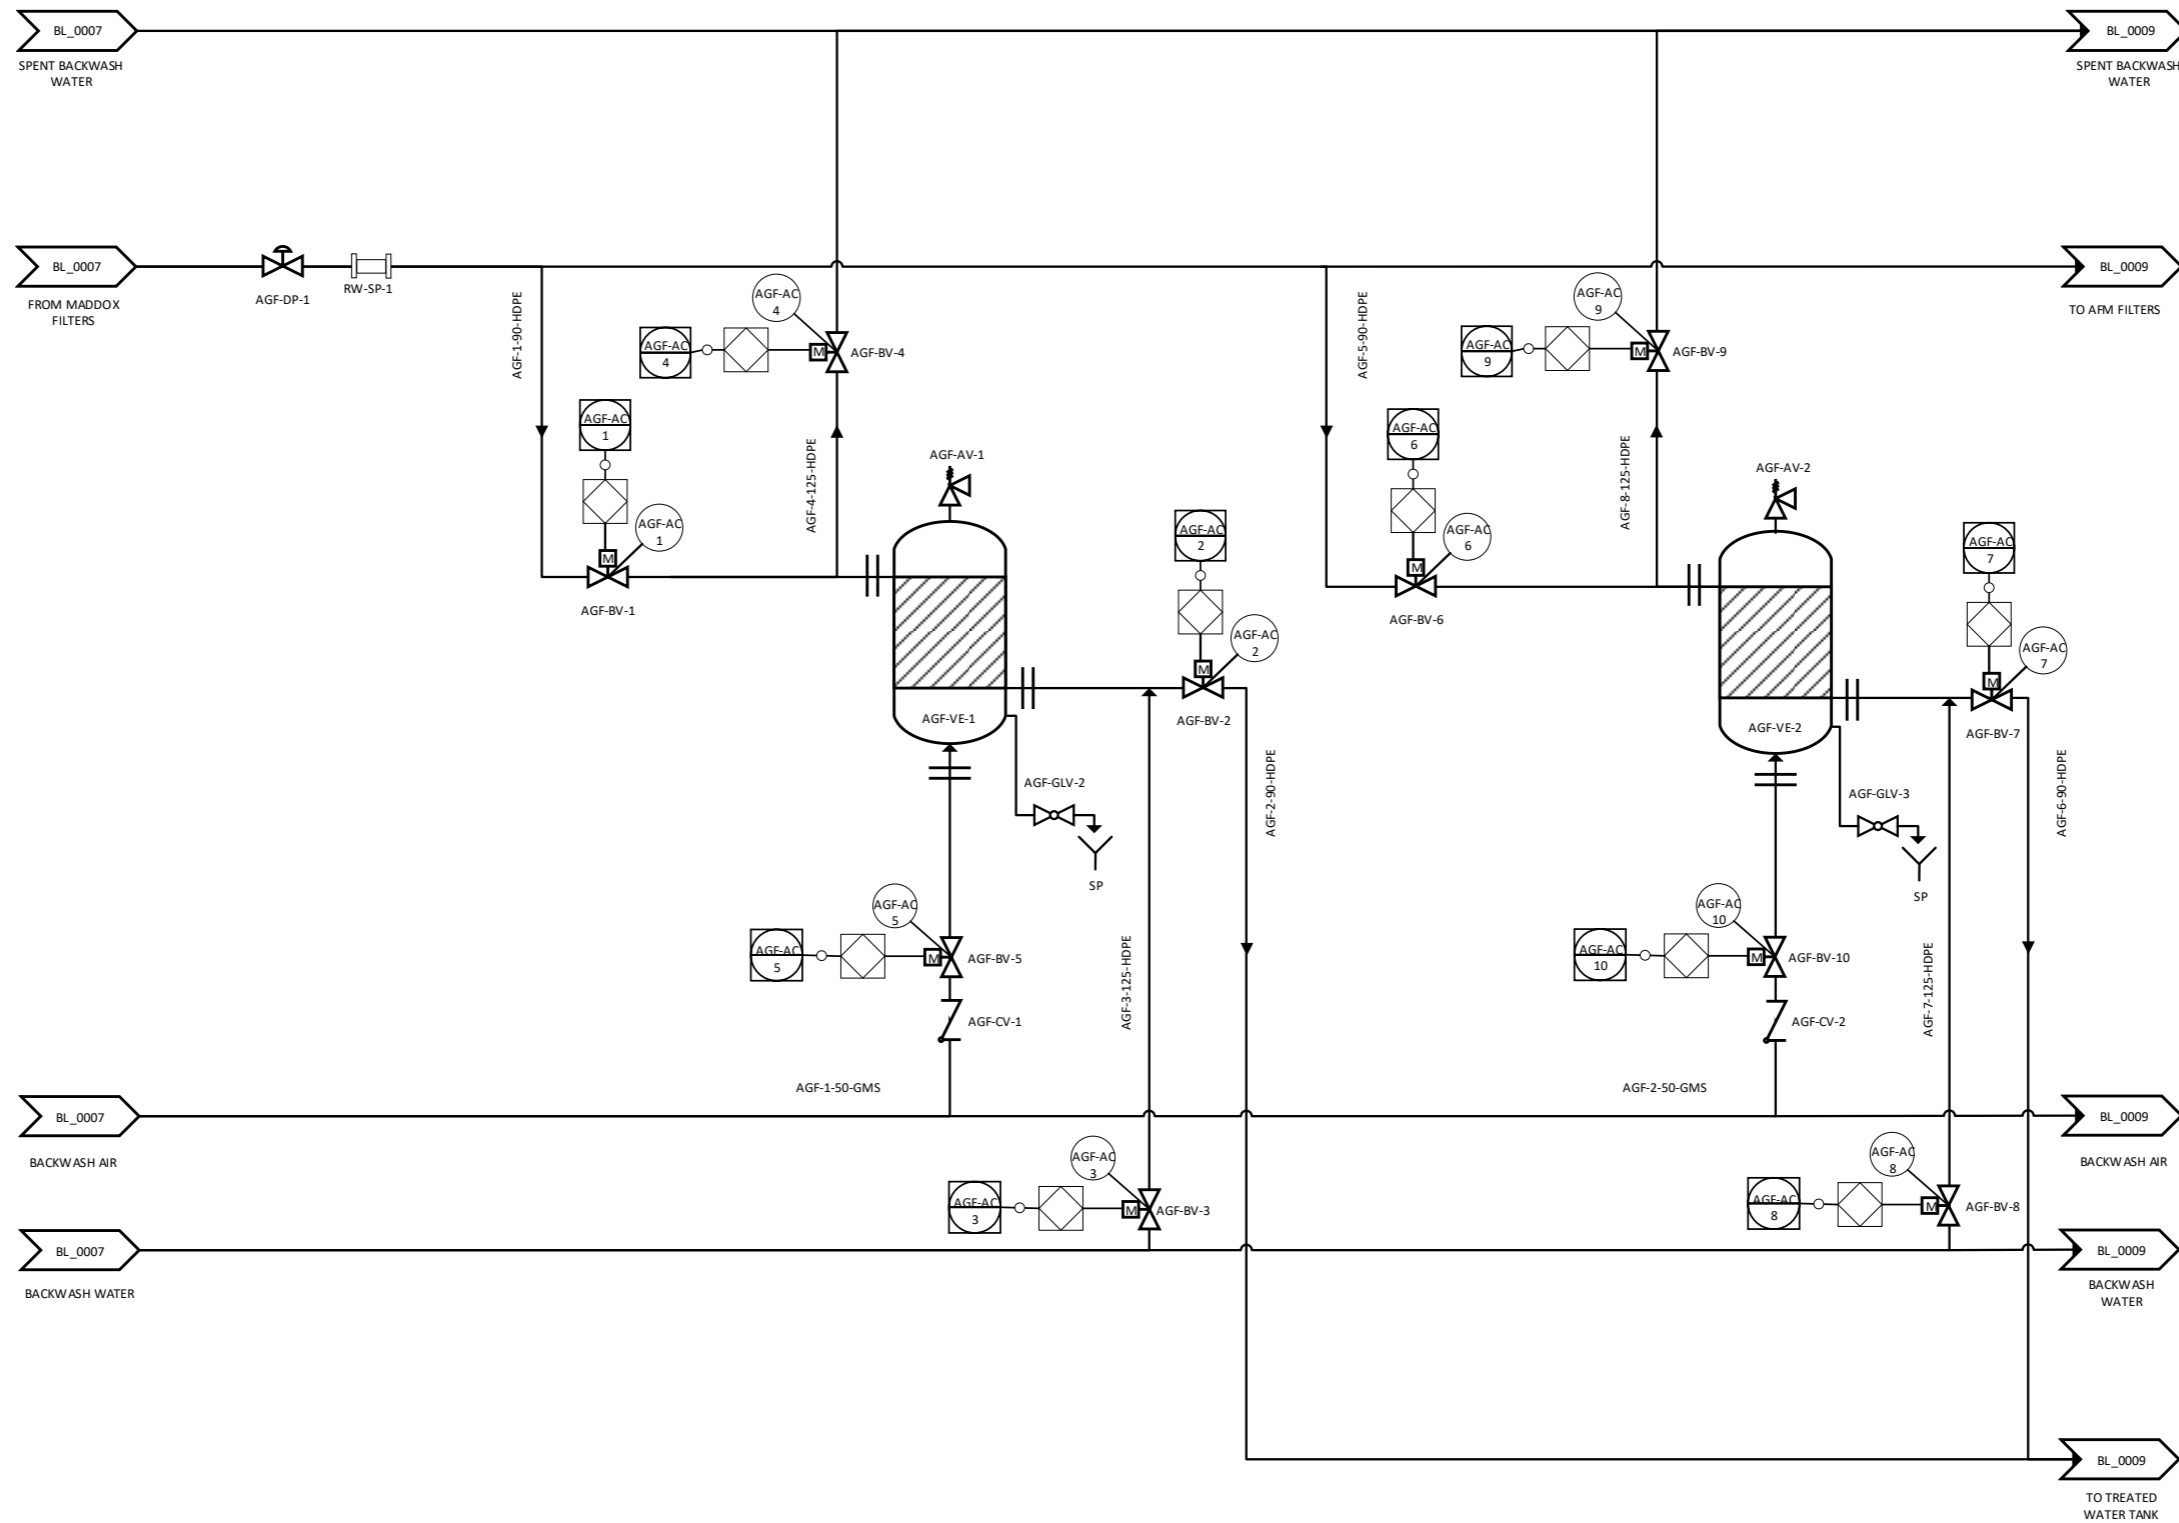 BL_0007
SPENT BACKWASH
WATER
BL_0009
SPENT BACKWASH
WATER
BL_0007
FROM MADDOX
FILTERS
AGF-DP-1
RW-SP-1
BL_0009
TO AFM FILTERS
AGF-1-90-HDPE
AGF-AC
4
AGF-AC
4
M
AGF-BV-4
AGF-5-90-HDPE
AGF-AC
9
AGF-AC
9
M
AGF-BV-9
AGF-AC
1
AGF-AC
1
M
AGF-BV-1
AGF-4-125-HDPE
AGF-AV-1
AGF-VE-1
AGF-AC
2
AGF-AC
2
M
AGF-BV-2
AGF-AC
6
AGF-AC
6
M
AGF-BV-6
AGF-8-125-HDPE
AGF-AV-2
AGF-VE-2
AGF-AC
7
AGF-AC
7
M
AGF-BV-7
AGF-GLV-2
SP
AGF-2-90-HDPE
AGF-GLV-3
SP
AGF-6-90-HDPE
AGF-AC
5
AGF-AC
5
M
AGF-BV-5
AGF-CV-1
AGF-3-125-HDPE
AGF-AC
10
AGF-AC
10
M
AGF-BV-10
AGF-CV-2
AGF-7-125-HDPE
AGF-1-50-GMS
AGF-2-50-GMS
BL_0007
BACKWASH AIR
BL_0009
BACKWASH AIR
AGF-AC
3
AGF-AC
3
M
AGF-BV-3
AGF-AC
8
AGF-AC
8
M
AGF-BV-8
BL_0007
BACKWASH WATER
BL_0009
BACKWASH
WATER
BL_0009
TO TREATED
WATER TANK